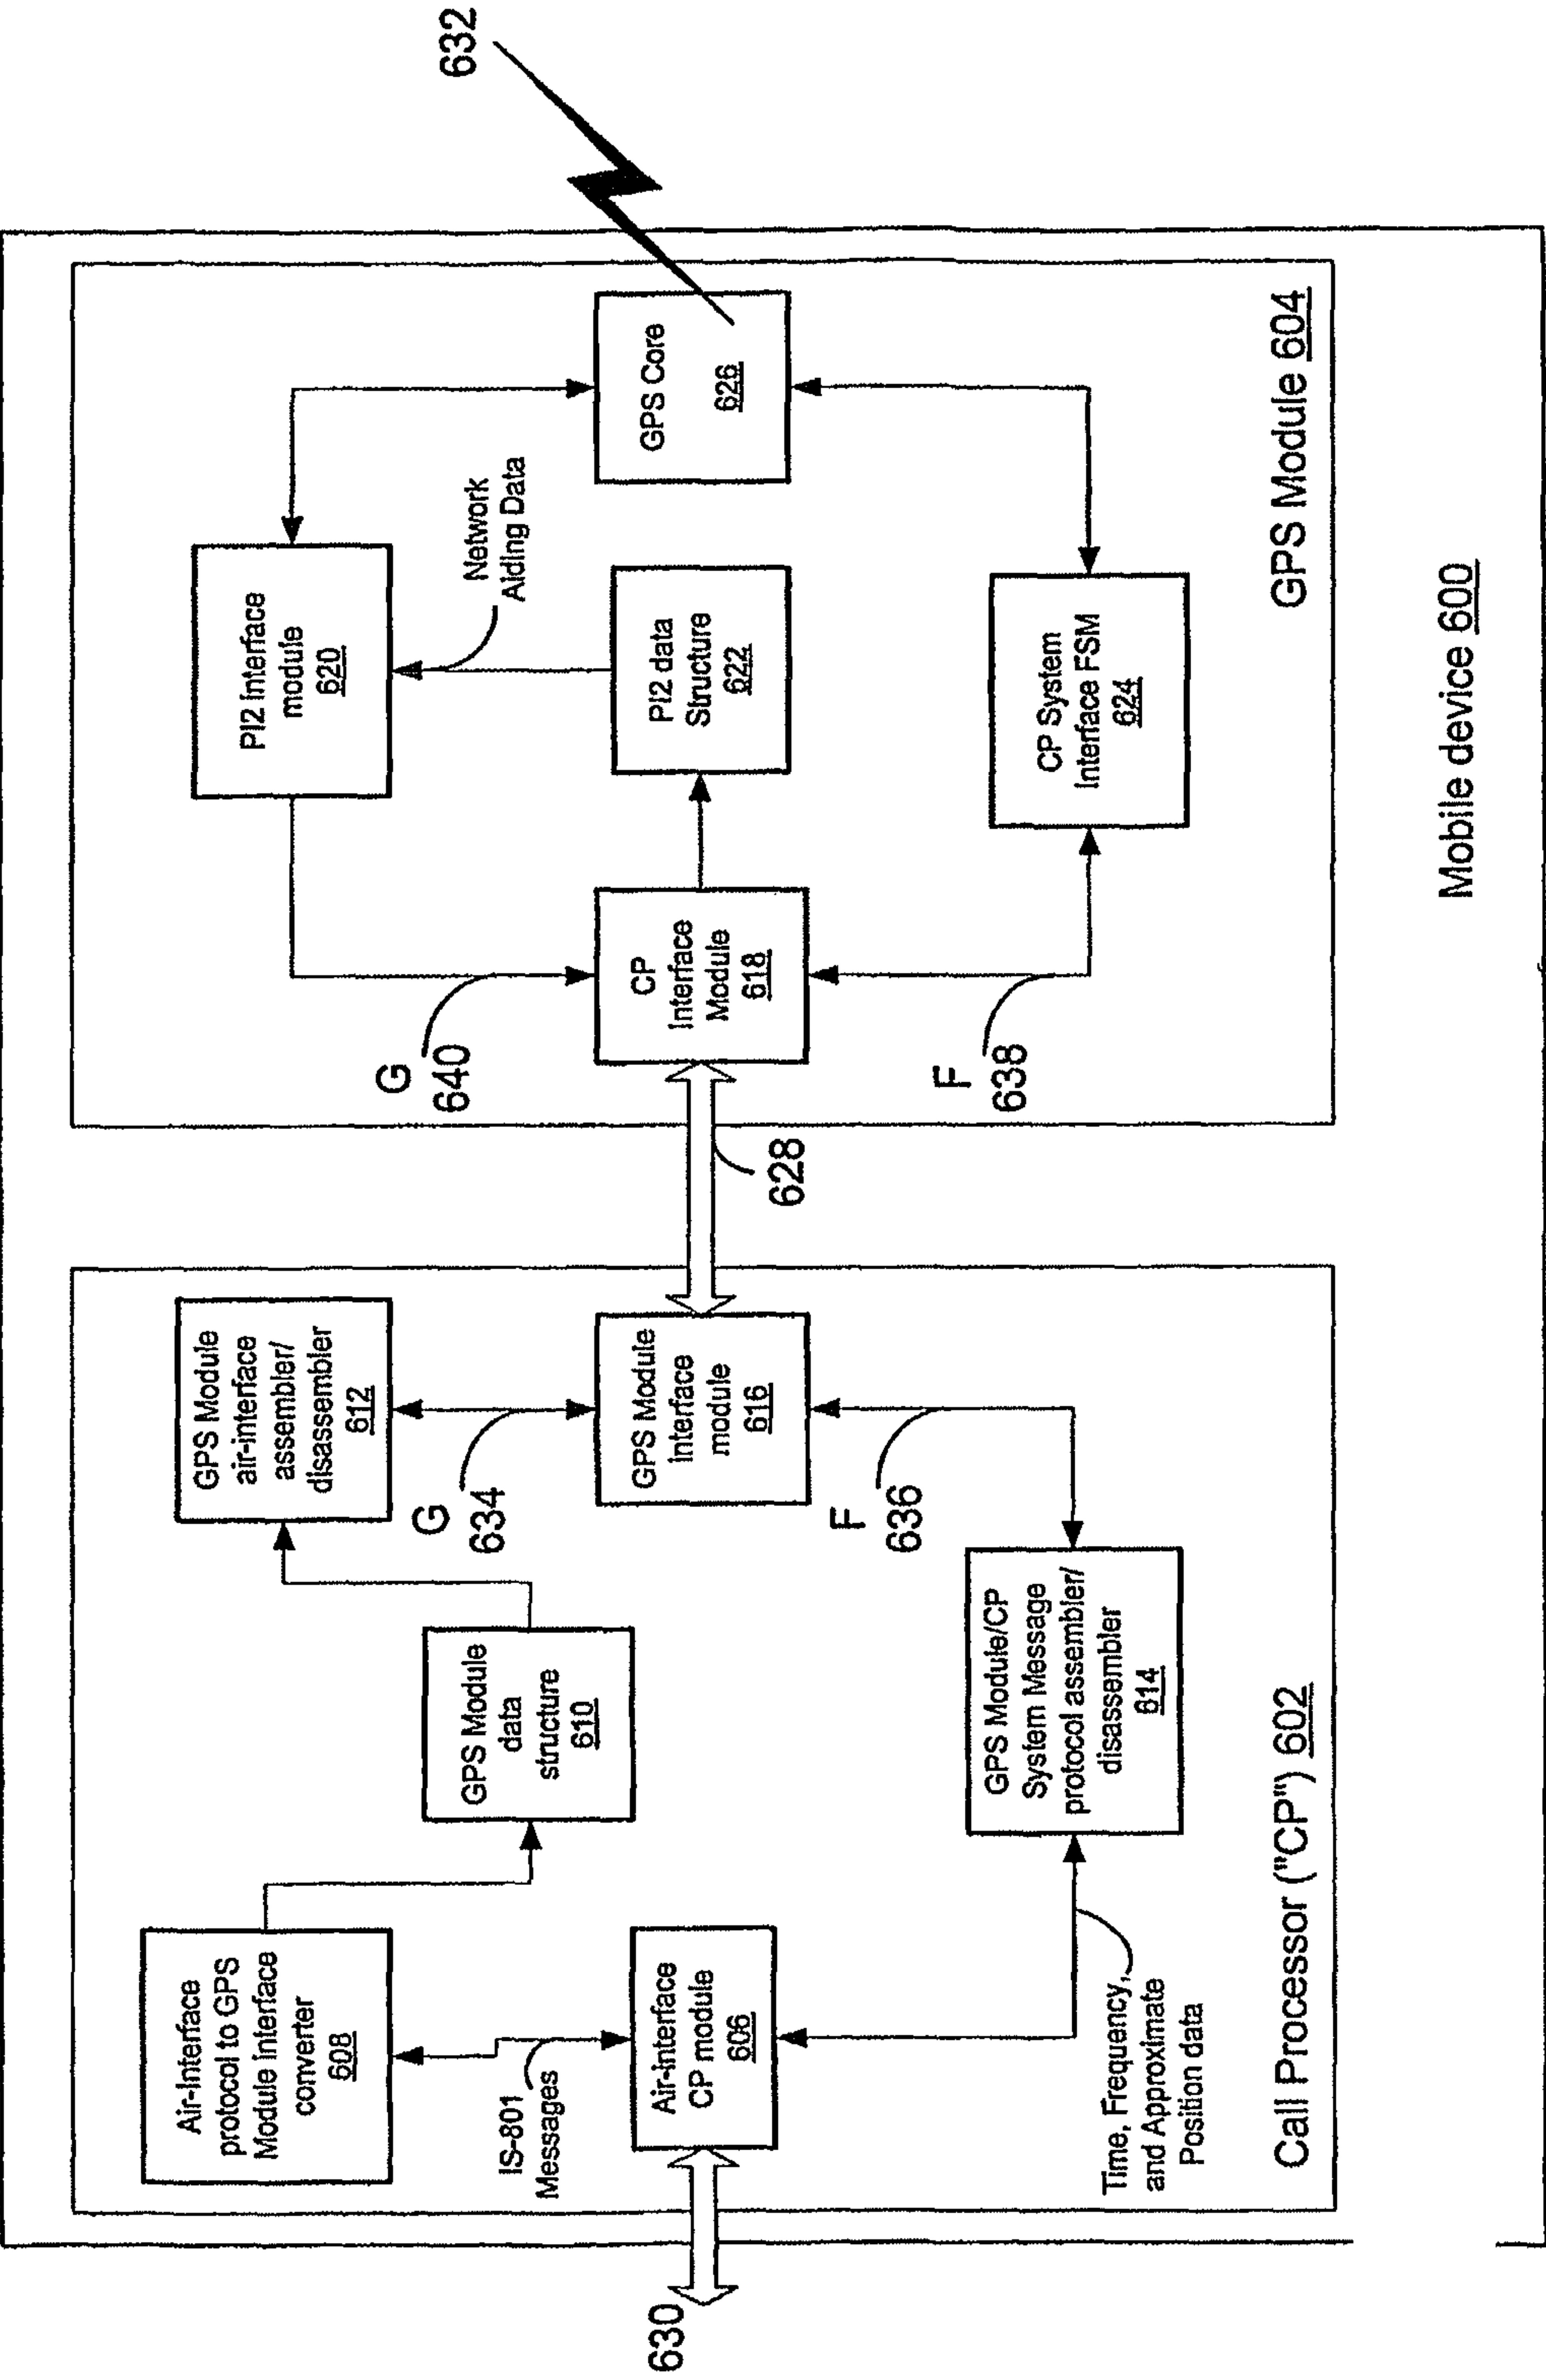 Air-Interface
protocol to GPS
Module Interface
converter
608
GPS Module
data
structure
610
GPS Module
air-interface
assembler/
disassembler
612
IS-801
Messages
G
634
630
Air-Interface
CP module
606
GPS Module
Interface
module
616
F
636
Time, Frequency,
and Approximate
Position data
GPS Module/CP
System Message
protocol assembler/
disassembler
614
Call Processor ("CP") 602
628
PI2 Interface
module
620
G
640
Network
Aiding Data
CP
Interface
Module
618
PI2 data
Structure
622
GPS Core
626
632
F
638
CP System
Interface FSM
624
GPS Module 604
Mobile device 600